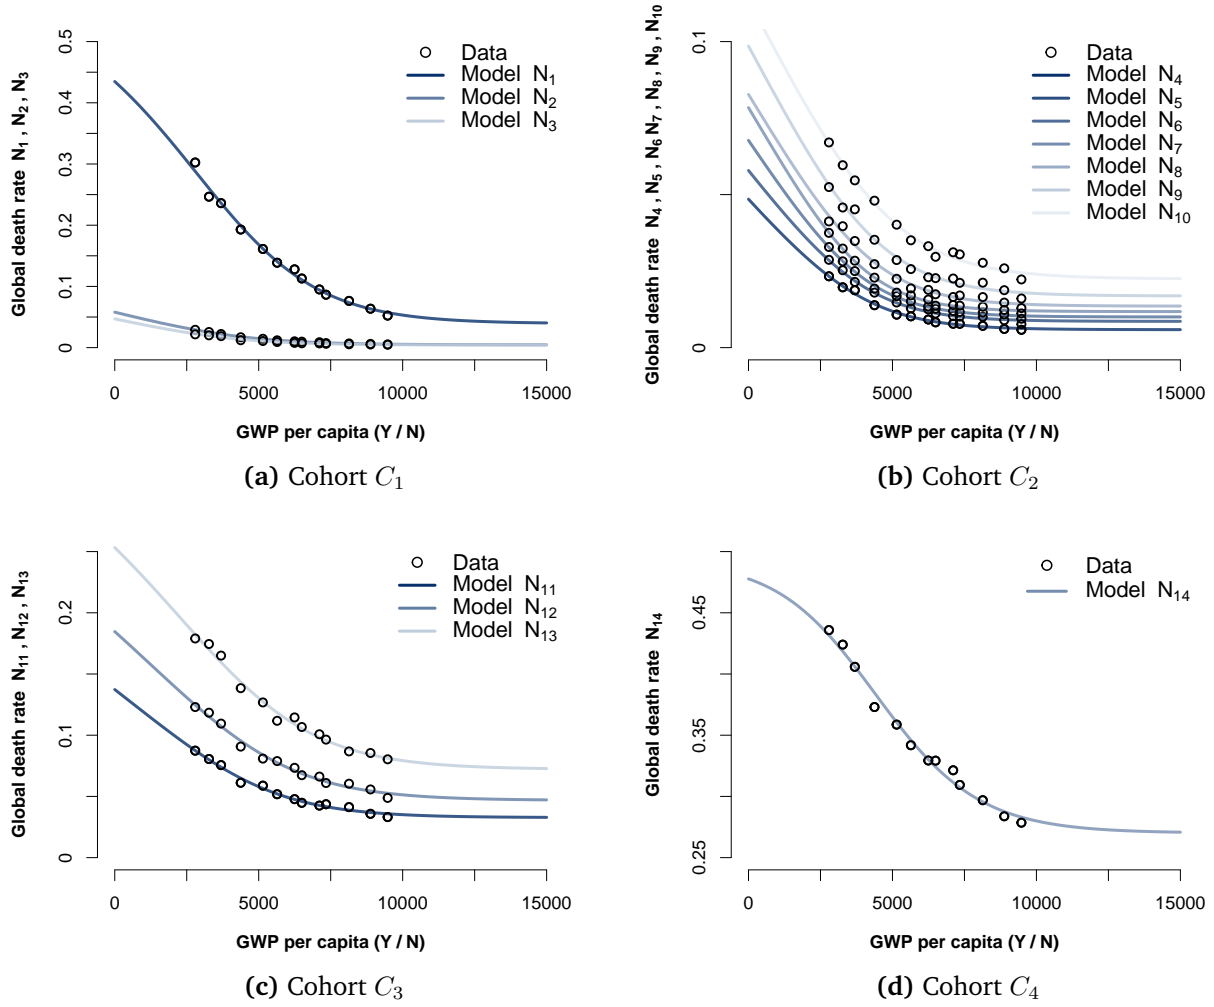 Global death rate N₁ , N₂ , N₃
0.5
0.4
0.3
0.2
0.1
0
Data
Model N₁
Model N₂
Model N₃
0 5000 10000 15000
GWP per capita (Y / N)
(a) Cohort C₁
Global death rate N₄ , N₅ , N₆ N₇ , N₈ , N₉ , N₁₀
0.1
0
Data
Model N₄
Model N₅
Model N₆
Model N₇
Model N₈
Model N₉
Model N₁₀
0 5000 10000 15000
GWP per capita (Y / N)
(b) Cohort C₂
Global death rate N₁₁ , N₁₂ , N₁₃
0.2
0.1
0
Data
Model N₁₁
Model N₁₂
Model N₁₃
0 5000 10000 15000
GWP per capita (Y / N)
(c) Cohort C₃
Global death rate N₁₄
0.45
0.35
0.25
Data
Model N₁₄
0 5000 10000 15000
GWP per capita (Y / N)
(d) Cohort C₄